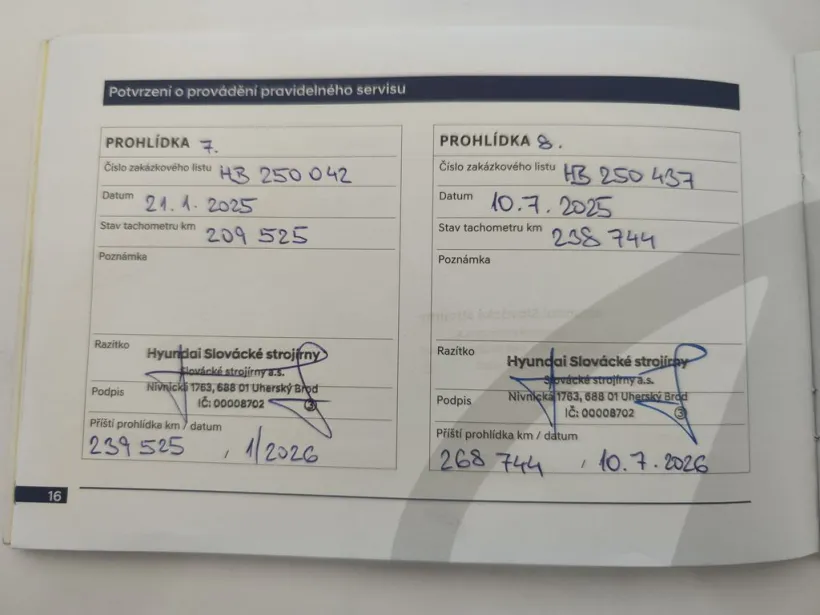 Potvrzení o provádění pravidelného servisu
PROHLÍDKA 7.
Číslo zakázkového listu HB 250 042
Datum 21.1.2025
Stav tachometru km 209 525
Poznámka
Razítko
Hyundai Slovácké strojírny
Slovácké strojírny a.s.
Nivnická 1763, 688 01 Uherský Brod
IČ: 00008702 3
Podpis
Příští prohlídka km / datum
239 525 , 1/2026
PROHLÍDKA 8.
Číslo zakázkového listu HB 250 437
Datum 10.7.2025
Stav tachometru km 238 744
Poznámka
Razítko
Hyundai Slovácké strojírny
Slovácké strojírny a.s.
Nivnická 1763, 688 01 Uherský Brod
IČ: 00008702 3
Podpis
Příští prohlídka km / datum
268 744 , 10.7.2026
16